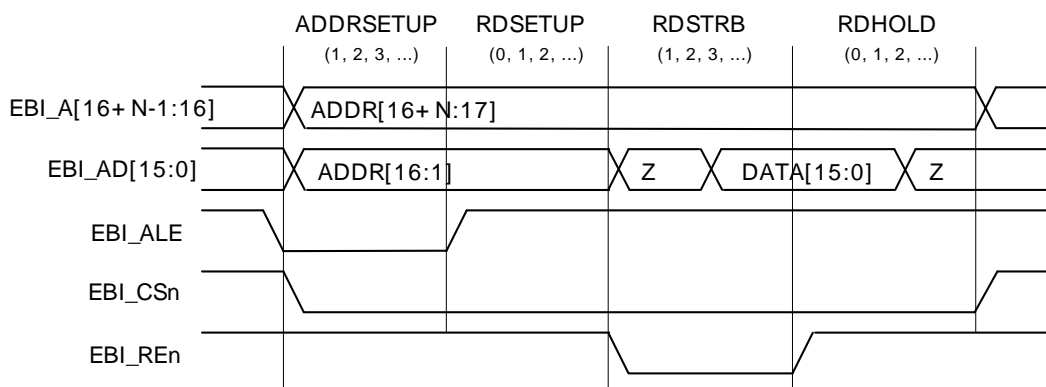 ADDRSETUP RDSETUP RDSTRB RDHOLD
(1, 2, 3, ...) (0, 1, 2, ...) (1, 2, 3, ...) (0, 1, 2, ...)
EBI_A[16+N-1:16] ADDR[16+N:17]
EBI_AD[15:0] ADDR[16:1] Z DATA[15:0] Z
EBI_ALE
EBI_CSn
EBI_REn